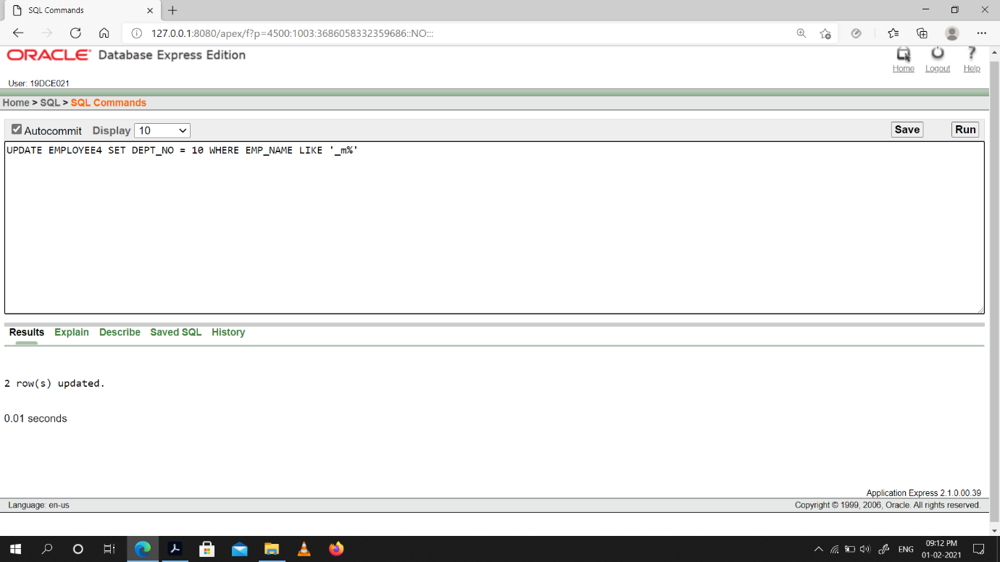 SQL Commands
127.0.0.1:8080/apex/f?p=4500:1003:3686058332359686::NO:::
ORACLE Database Express Edition
Home Logout Help
User: 19DCE021
Home > SQL > SQL Commands
Autocommit Display 10 Save Run
UPDATE EMPLOYEE4 SET DEPT_NO = 10 WHERE EMP_NAME LIKE '_m%'
Results Explain Describe Saved SQL History
2 row(s) updated.
0.01 seconds
Application Express 2.1.0.00.39
Language: en-us Copyright © 1999, 2006, Oracle. All rights reserved.
09:12 PM
ENG
01-02-2021